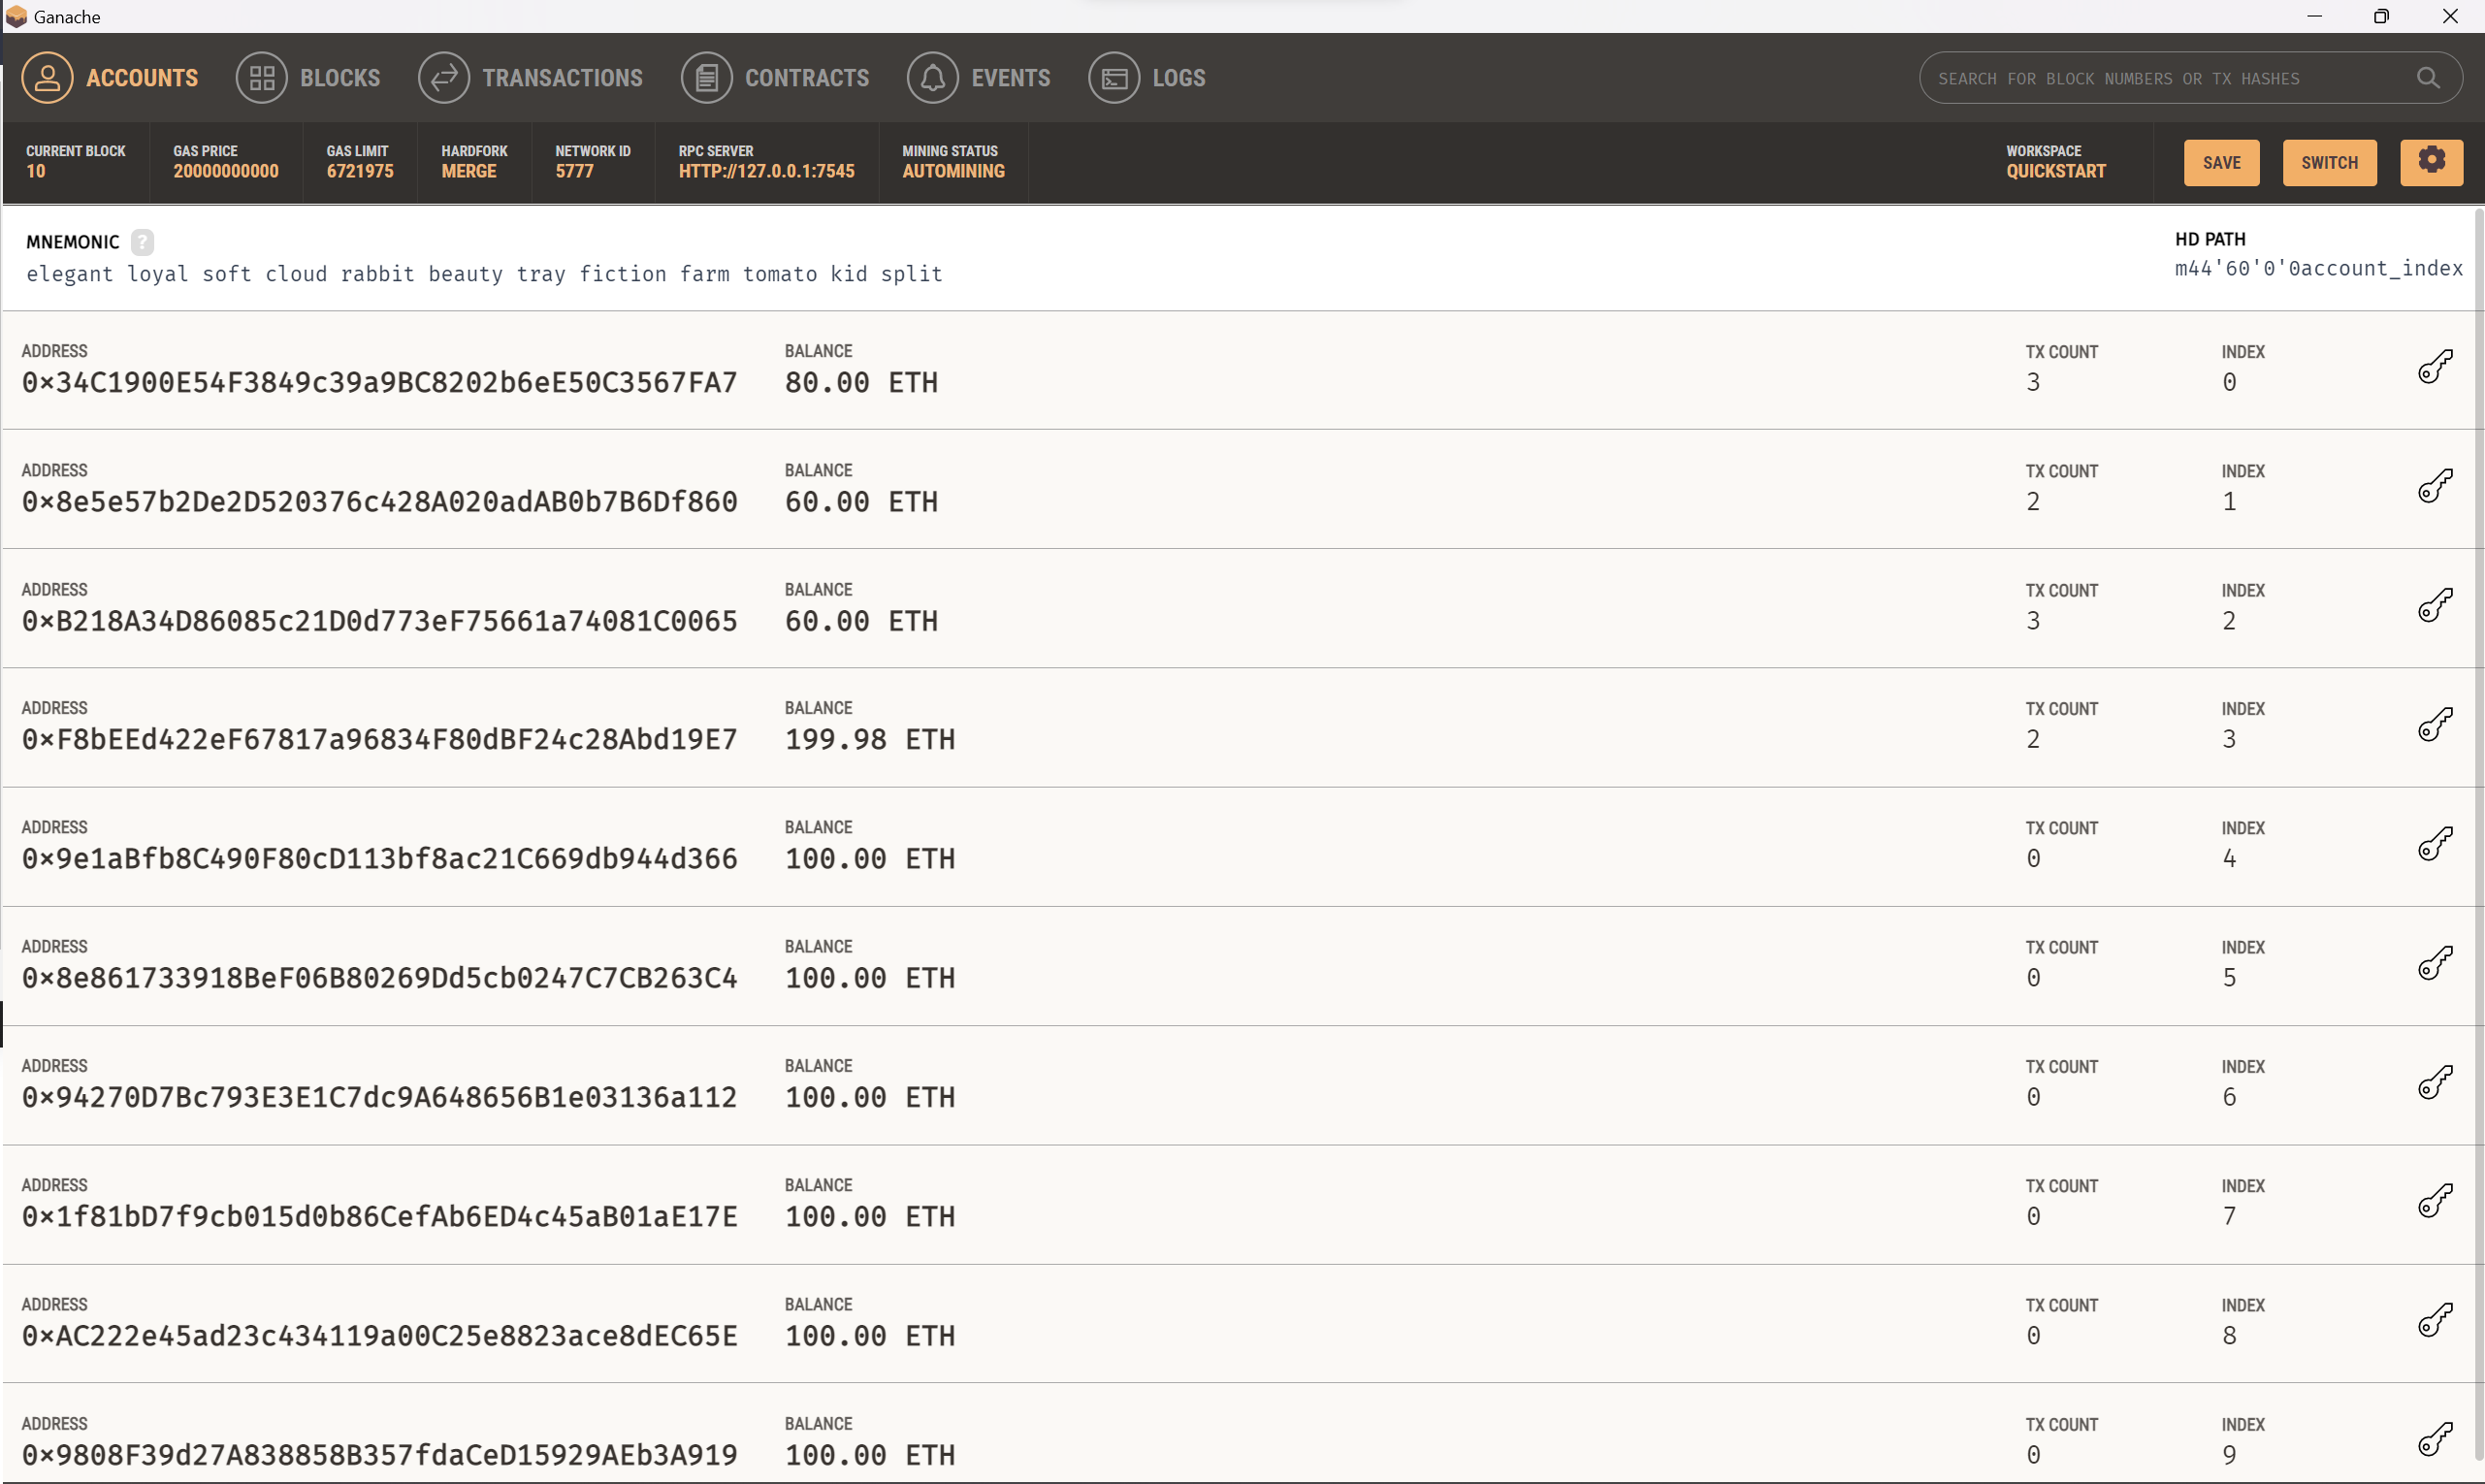 Ganache
ACCOUNTS BLOCKS TRANSACTIONS CONTRACTS EVENTS LOGS SEARCH FOR BLOCK NUMBERS OR TX HASHES
CURRENT BLOCK GAS PRICE GAS LIMIT HARDFORK NETWORK ID RPC SERVER MINING STATUS WORKSPACE
10 20000000000 6721975 MERGE 5777 HTTP://127.0.0.1:7545 AUTOMINING QUICKSTART SAVE SWITCH
MNEMONIC ? HD PATH
elegant loyal soft cloud rabbit beauty tray fiction farm tomato kid split m44'60'0'0account_index
ADDRESS BALANCE TX COUNT INDEX
0×34C1900E54F3849c39a9BC8202b6eE50C3567FA7 80.00 ETH 3 0
ADDRESS BALANCE TX COUNT INDEX
0×8e5e57b2De2D520376c428A020adAB0b7B6Df860 60.00 ETH 2 1
ADDRESS BALANCE TX COUNT INDEX
0×B218A34D86085c21D0d773eF75661a74081C0065 60.00 ETH 3 2
ADDRESS BALANCE TX COUNT INDEX
0×F8bEEd422eF67817a96834F80dBF24c28Abd19E7 199.98 ETH 2 3
ADDRESS BALANCE TX COUNT INDEX
0×9e1aBfb8C490F80cD113bf8ac21C669db944d366 100.00 ETH 0 4
ADDRESS BALANCE TX COUNT INDEX
0×8e861733918BeF06B80269Dd5cb0247C7CB263C4 100.00 ETH 0 5
ADDRESS BALANCE TX COUNT INDEX
0×94270D7Bc793E3E1C7dc9A648656B1e03136a112 100.00 ETH 0 6
ADDRESS BALANCE TX COUNT INDEX
0×1f81bD7f9cb015d0b86CefAb6ED4c45aB01aE17E 100.00 ETH 0 7
ADDRESS BALANCE TX COUNT INDEX
0×AC222e45ad23c434119a00C25e8823ace8dEC65E 100.00 ETH 0 8
ADDRESS BALANCE TX COUNT INDEX
0×9808F39d27A838858B357fdaCeD15929AEb3A919 100.00 ETH 0 9